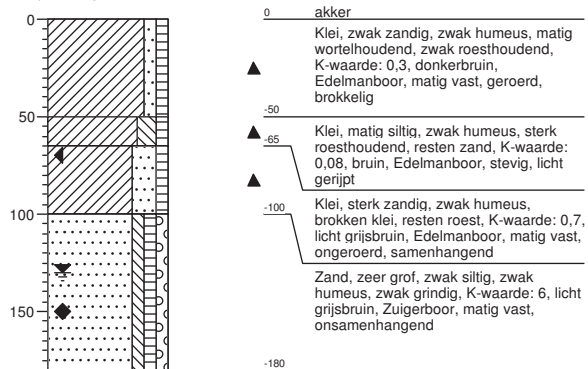 0
50
100
150
0 akker
Klei, zwak zandig, zwak humeus, matig
wortelhoudend, zwak roesthoudend,
K-waarde: 0,3, donkerbruin,
Edelmanboor, matig vast, geroerd,
brokkelig
-50
Klei, matig siltig, zwak humeus, sterk
roesthoudend, resten zand, K-waarde:
0,08, bruin, Edelmanboor, stevig, licht
gerijpt
-65
Klei, sterk zandig, zwak humeus,
brokken klei, resten roest, K-waarde: 0,7,
licht grijsbruin, Edelmanboor, matig vast,
ongeroerd, samenhangend
-100
Zand, zeer grof, zwak siltig, zwak
humeus, zwak grindig, K-waarde: 6, licht
grijsbruin, Zuigerboor, matig vast,
onsamenhangend
-180